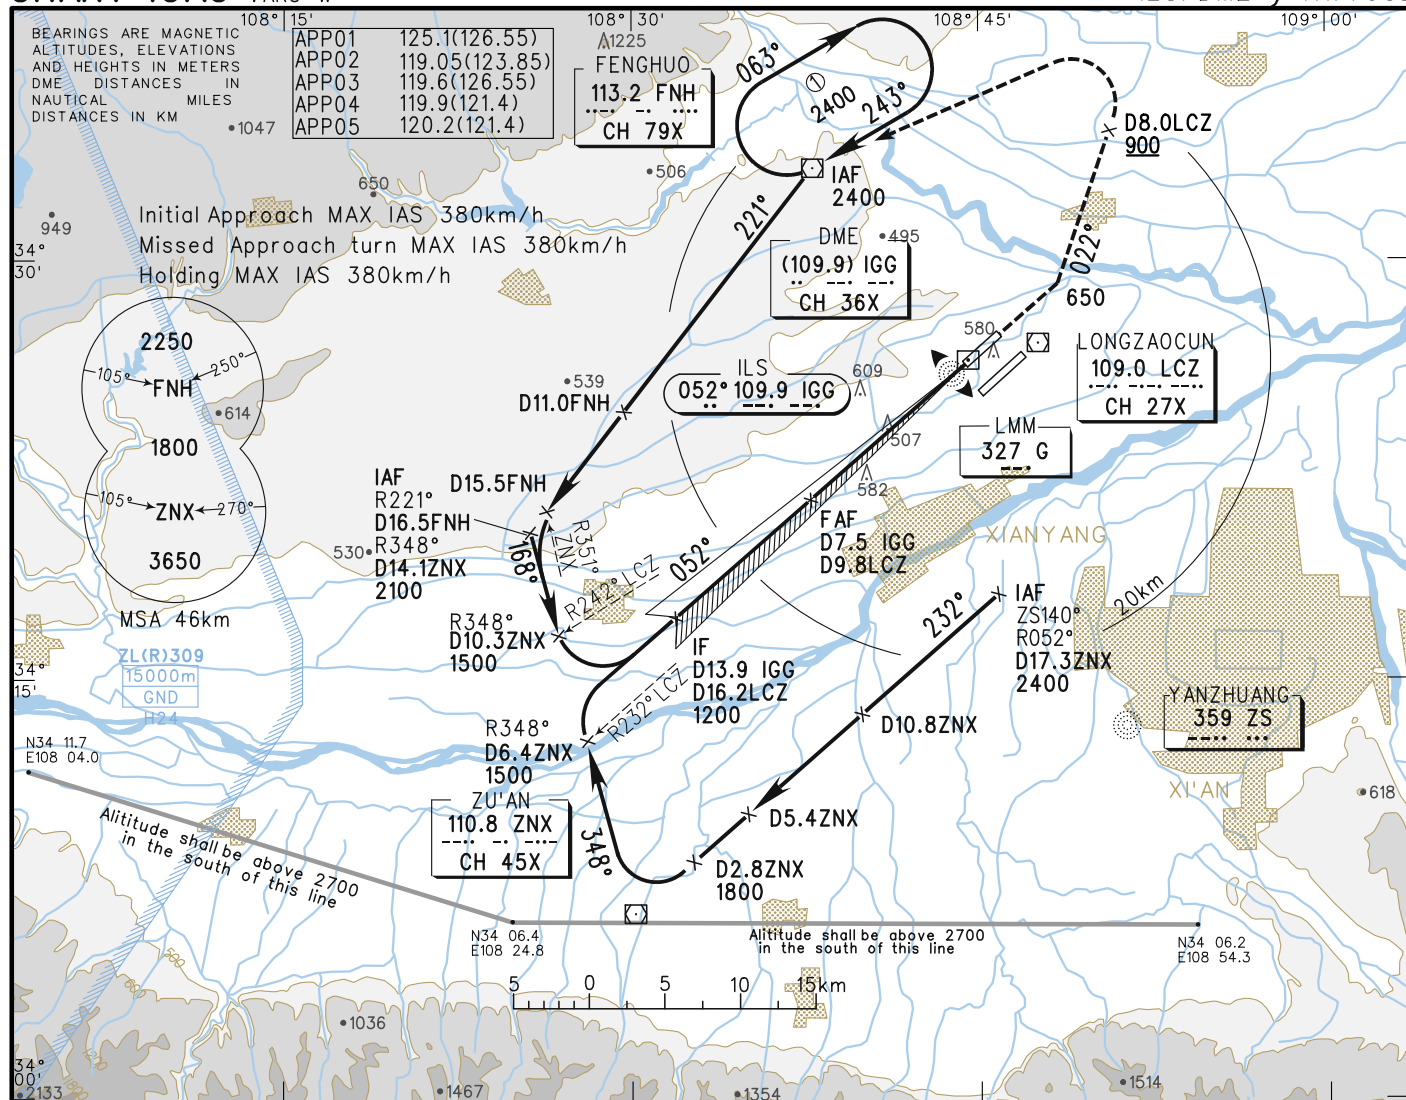 108° 15'
108° 30'
108° 45'
109° 00'
BEARINGS ARE MAGNETIC
ALTITUDES, ELEVATIONS
AND HEIGHTS IN METERS
DME DISTANCES IN
NAUTICAL MILES
DISTANCES IN KM
APP01 125.1(126.55)
APP02 119.05(123.85)
APP03 119.6(126.55)
APP04 119.9(121.4)
APP05 120.2(121.4)
1225
FENGHUO
113.2 FNH
CH 79X
063°
1
2400
243°
D8.0LCZ
900
1047
506
650
949
IAF
2400
221°
Initial Approach MAX IAS 380km/h
Missed Approach turn MAX IAS 380km/h
Holding MAX IAS 380km/h
34°
30'
DME
(109.9) IGG
CH 36X
495
022°
650
2250
105°
FNH
250°
614
1800
105°
ZNX
270°
3650
MSA 46km
580
LONGZAOCUN
109.0 LCZ
CH 27X
ILS
052° 109.9 IGG
609
539
D11.0FNH
507
LMM
327 G
582
IAF
R221°
D16.5FNH
R348°
D14.1ZNX
2100
D15.5FNH
530
168°
R351°
ZNX
R242°LCZ
052°
FAF
D7.5 IGG
D9.8LCZ
XIANYANG
R348°
D10.3ZNX
1500
232°
IAF
ZS140°
R052°
D17.3ZNX
2400
20km
ZL(R)309
15000m
GND
H24
34°
15'
IF
D13.9 IGG
D16.2LCZ
1200
R232°LCZ
YANZHUANG
359 ZS
R348°
D6.4ZNX
1500
D10.8ZNX
N34 11.7
E108 04.0
XI'AN
618
ZU'AN
110.8 ZNX
CH 45X
D5.4ZNX
348°
D2.8ZNX
1800
Alititude shall be above 2700
in the south of this line
N34 06.4
E108 24.8
Alititude shall be above 2700
in the south of this line
N34 06.2
E108 54.3
5 0 5 10 15km
500
600
1036
34°
00'
2133
1467
1354
1514